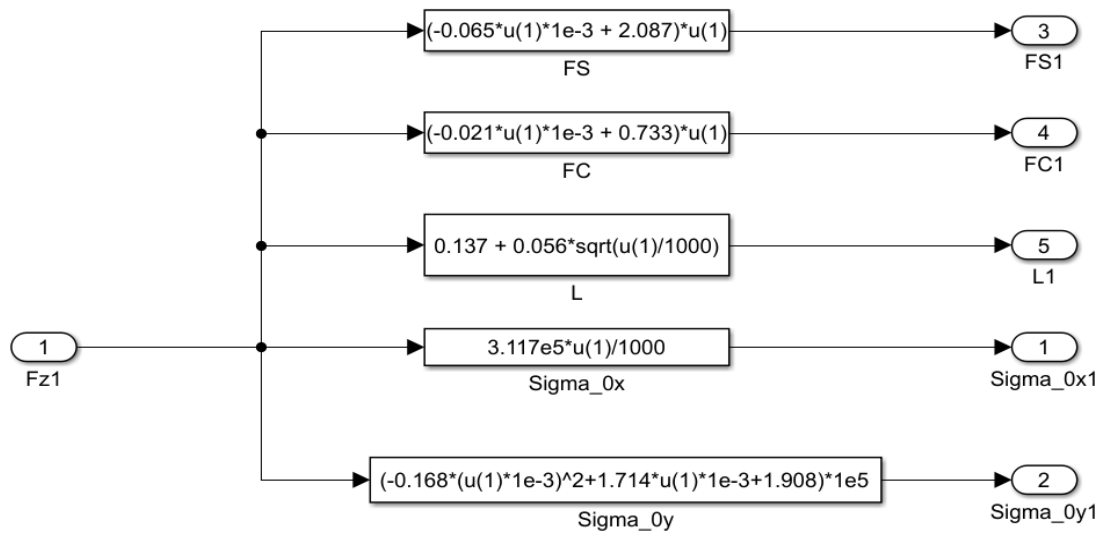 (-0.065*u(1)*1e-3 + 2.087)*u(1)
3
FS
FS1
(-0.021*u(1)*1e-3 + 0.733)*u(1)
4
FC
FC1
0.137 + 0.056*sqrt(u(1)/1000)
5
L
L1
1
3.117e5*u(1)/1000
1
Fz1
Sigma_0x
Sigma_0x1
(-0.168*(u(1)*1e-3)^2+1.714*u(1)*1e-3+1.908)*1e5
2
Sigma_0y
Sigma_0y1